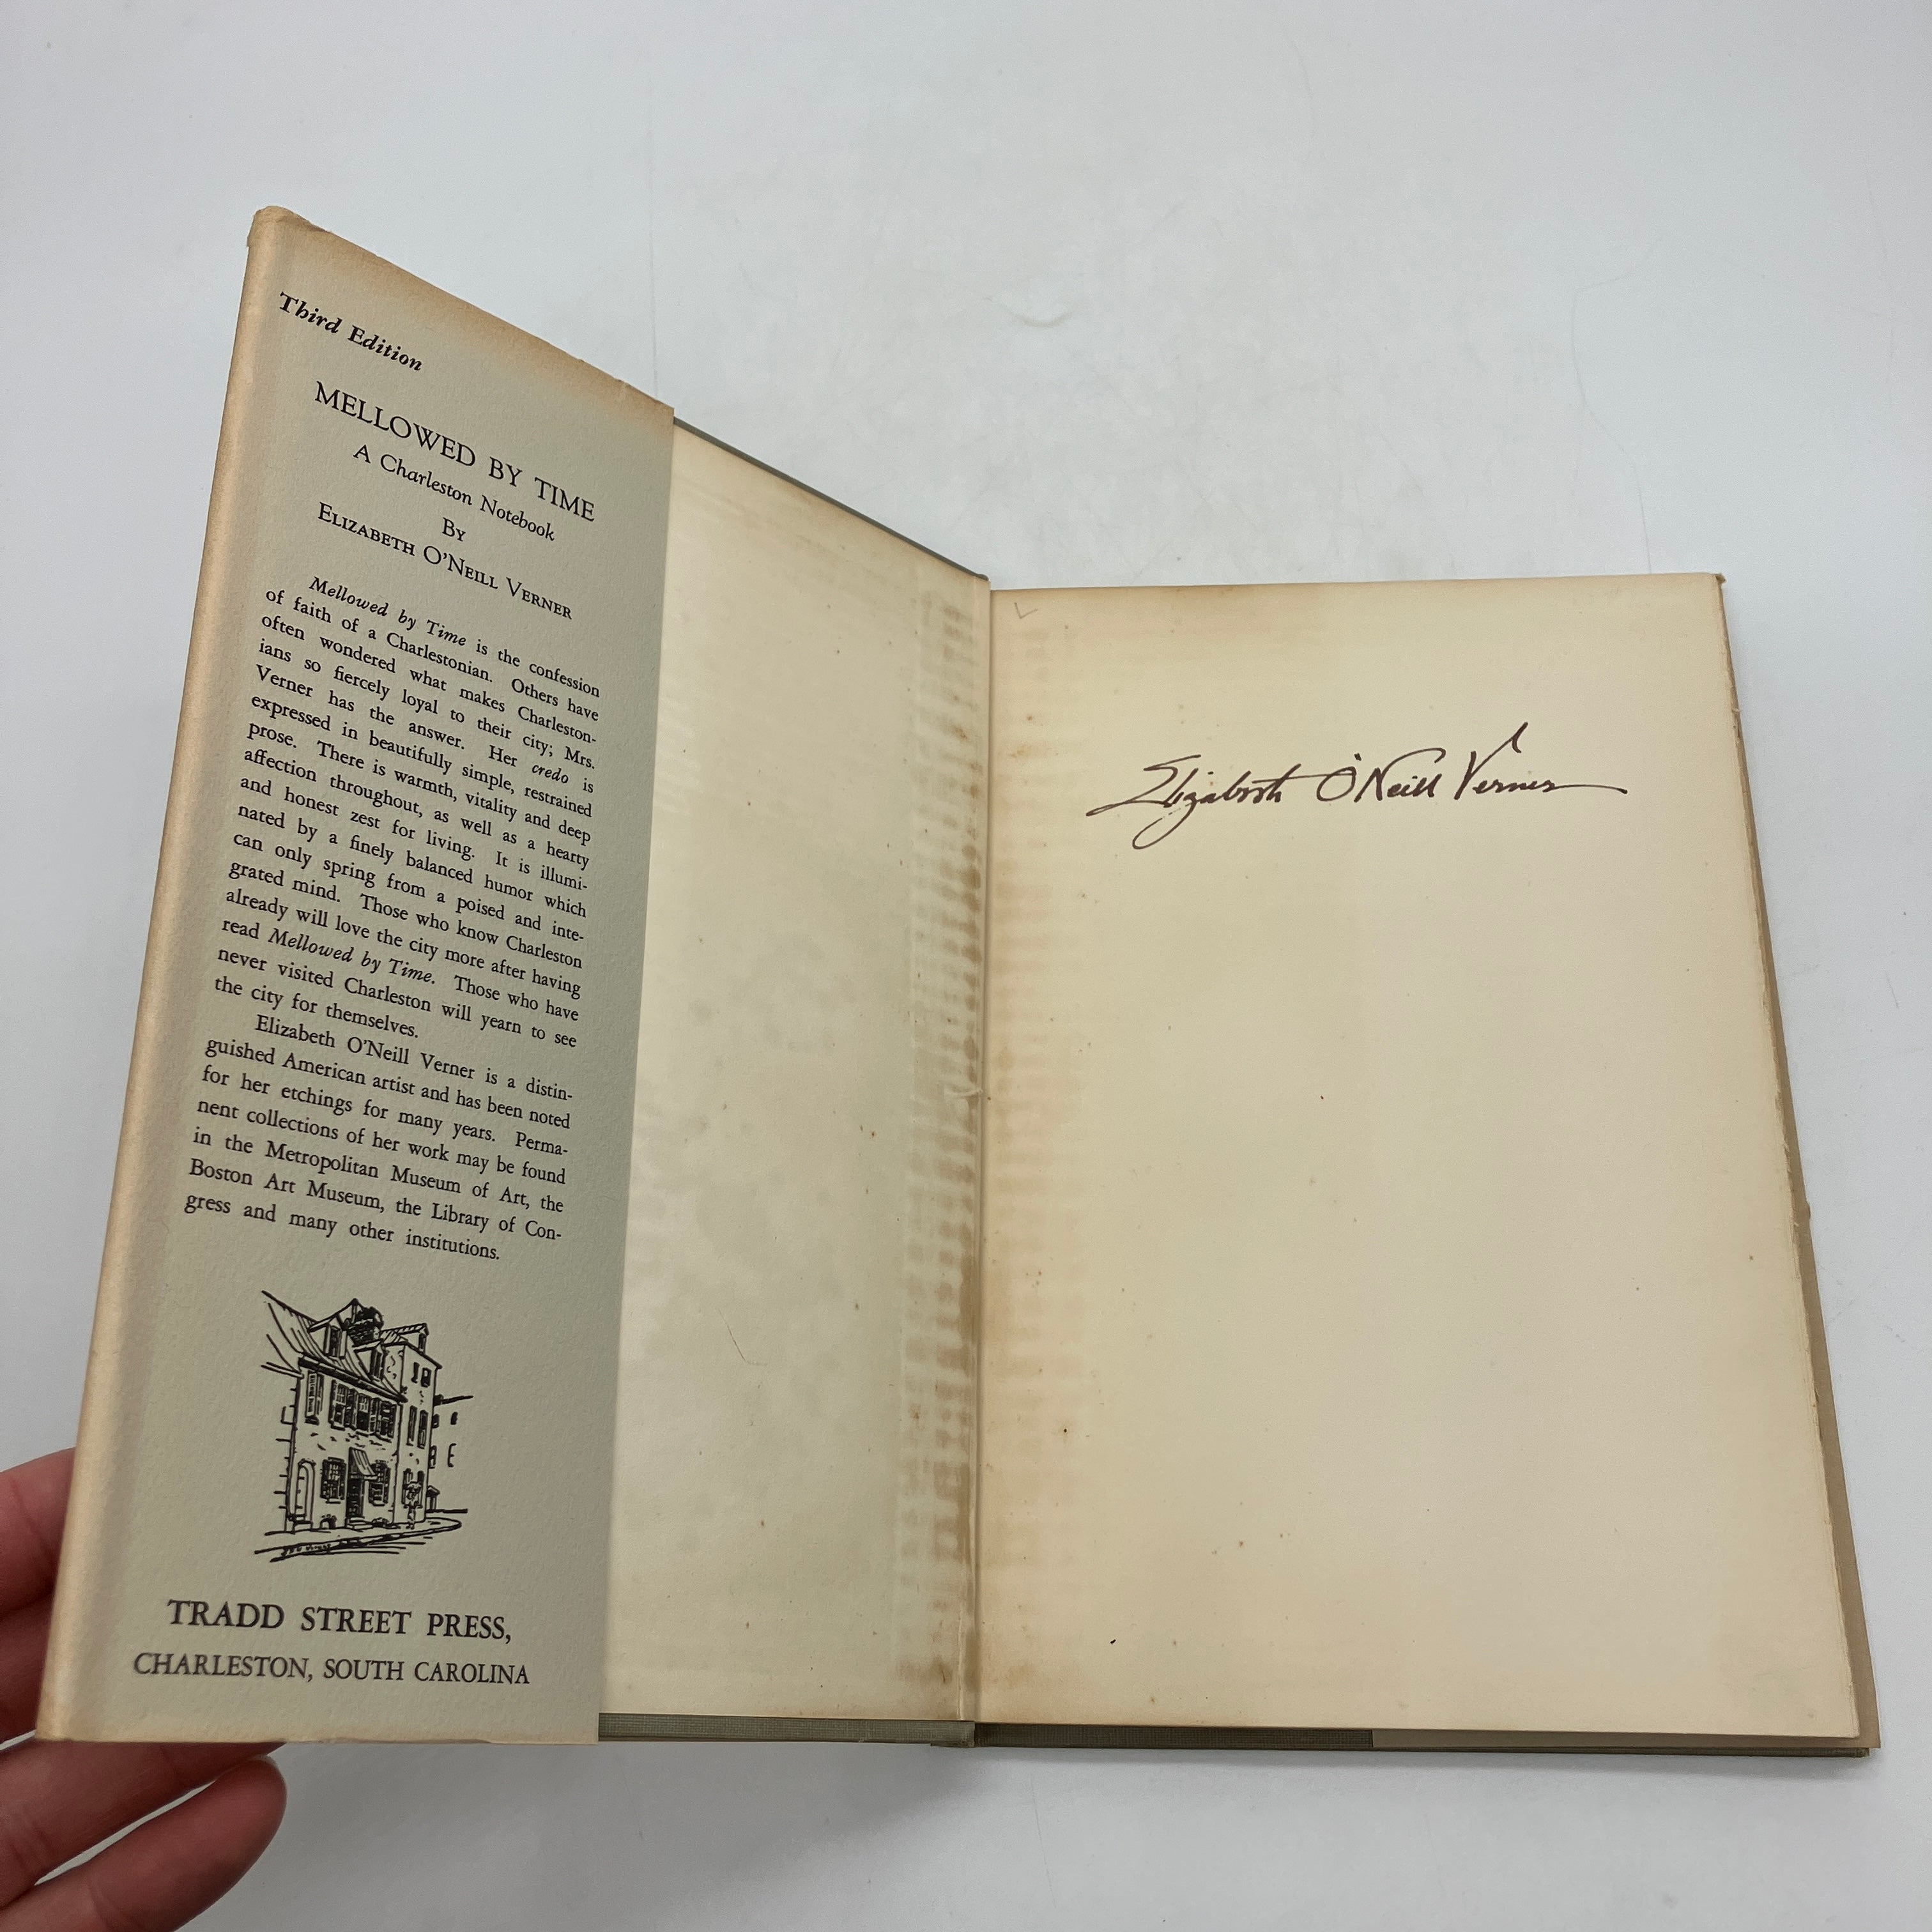 Third Edition
MELLOWED BY TIME
A Charleston Notebook
By
ELIZABETH O'NEILL VERNER
Mellowed by Time is the confession
of faith of a Charlestonian. Others have
often wondered what makes Charleston-
ians so fiercely loyal to their city; Mrs.
Verner has the answer. Her credo is
expressed in beautifully simple, restrained
prose. There is warmth, vitality and deep
affection throughout, as well as a hearty
and honest zest for living. It is illumi-
nated by a finely balanced humor which
can only spring from a poised and inte-
grated mind. Those who know Charleston
already will love the city more after having
read Mellowed by Time. Those who have
never visited Charleston will yearn to see
the city for themselves.
Elizabeth O'Neill Verner is a distin-
guished American artist and has been noted
for her etchings for many years. Perma-
nent collections of her work may be found
in the Metropolitan Museum of Art, the
Boston Art Museum, the Library of Con-
gress and many other institutions.
TRADD STREET PRESS,
CHARLESTON, SOUTH CAROLINA
Elizabeth O'Neill Verner